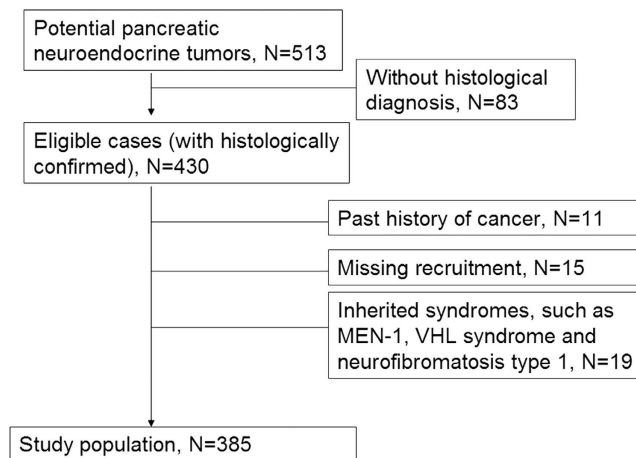 Potential pancreatic
neuroendocrine tumors, N=513
Without histological
diagnosis, N=83
Eligible cases (with histologically
confirmed), N=430
Past history of cancer, N=11
Missing recruitment, N=15
Inherited syndromes, such as
MEN-1, VHL syndrome and
neurofibromatosis type 1, N=19
Study population, N=385